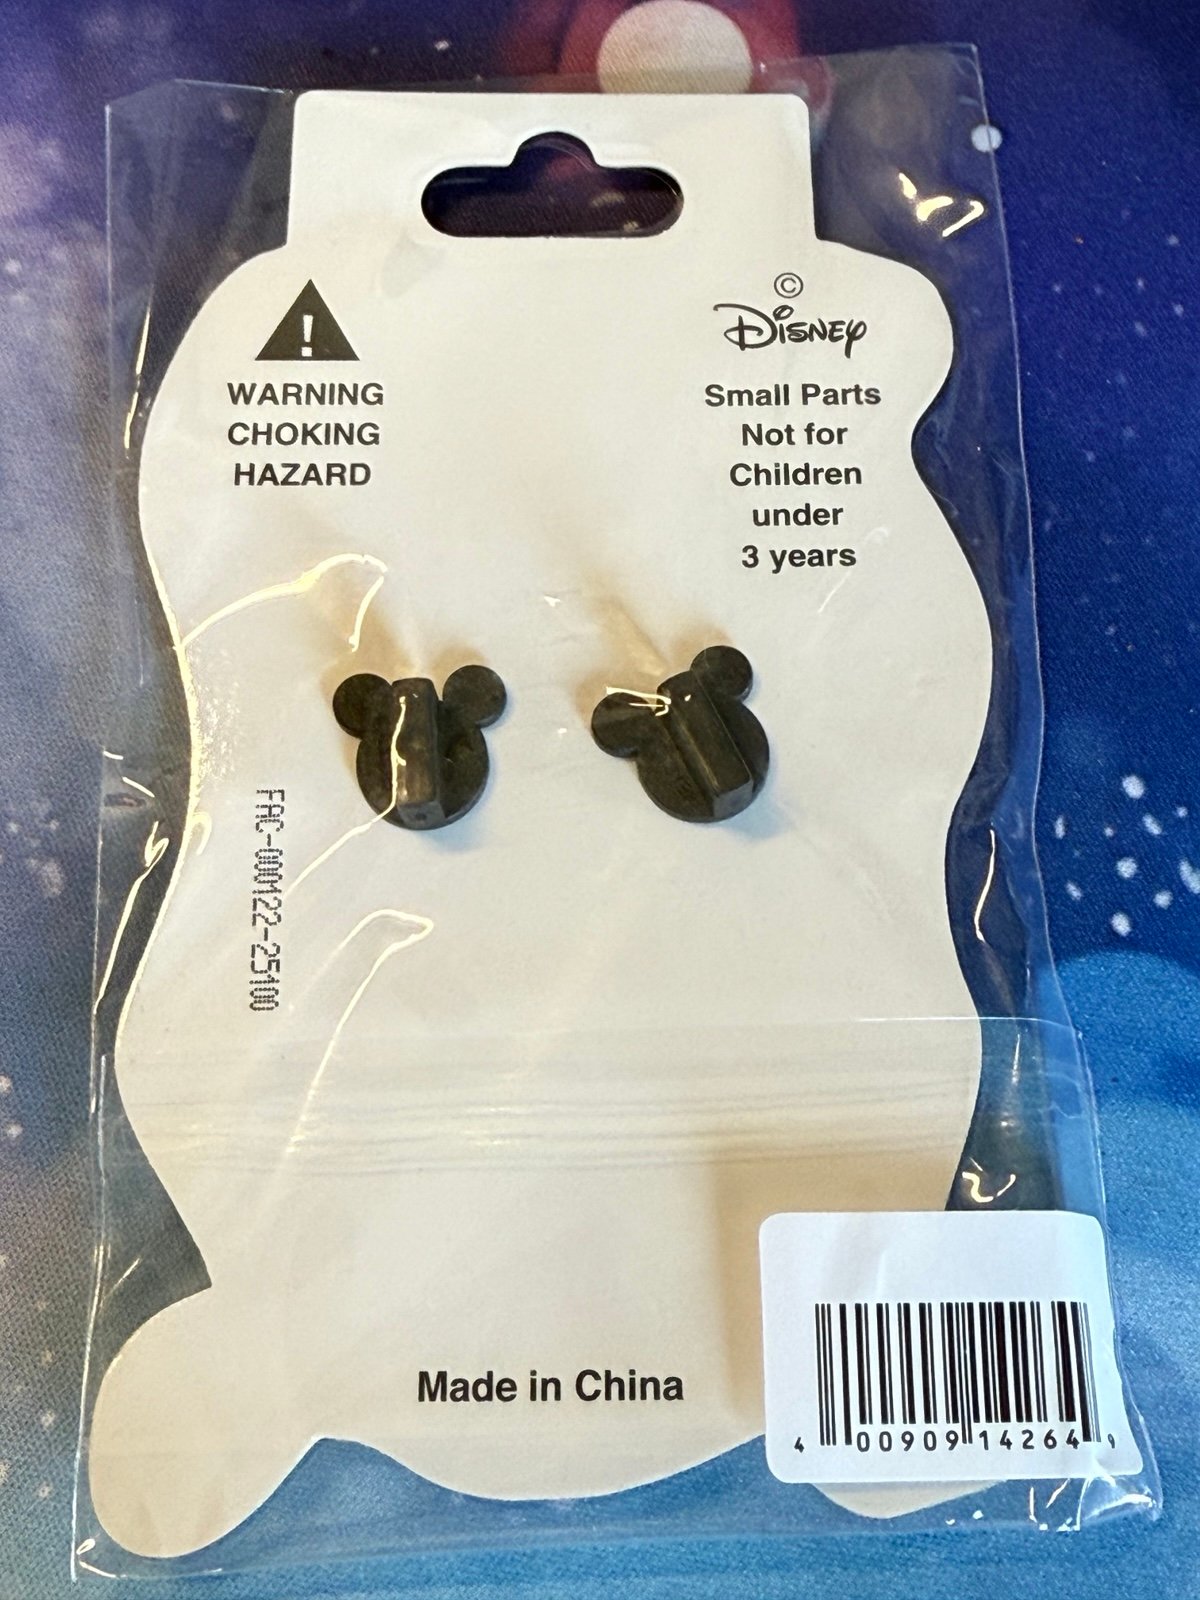 !
WARNING
CHOKING
HAZARD
©
Disney
Small Parts
Not for
Children
under
3 years
FAC-00M122-25100
Made in China
4 00909 14264 9